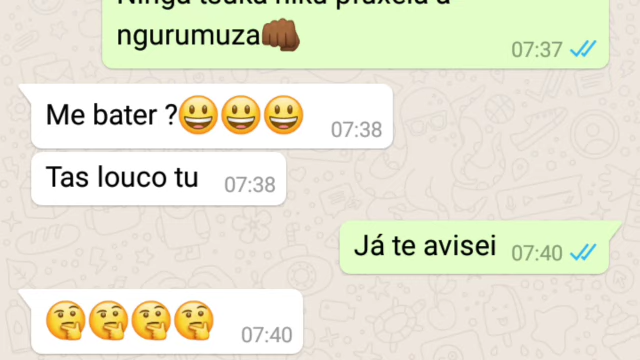 ngurumuza👊🏾 07:37
Me bater ?😃😃😃 07:38
Tas louco tu 07:38
Já te avisei 07:40
🤔🤔🤔🤔 07:40